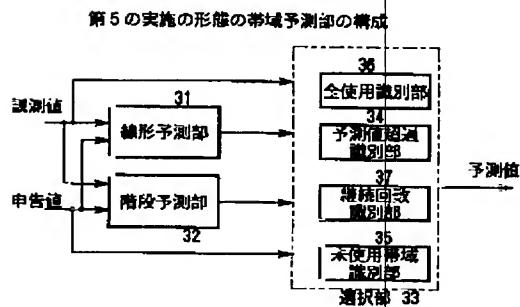 第5の実施の形態の帯域予測部の構成
36
全使用識別部
31
観測値
線形予測部
34
予測値超過
識別部
予測値
37
継続回数
識別部
申告値
階段予測部
32
35
未使用帯域
識別部
選択部 33